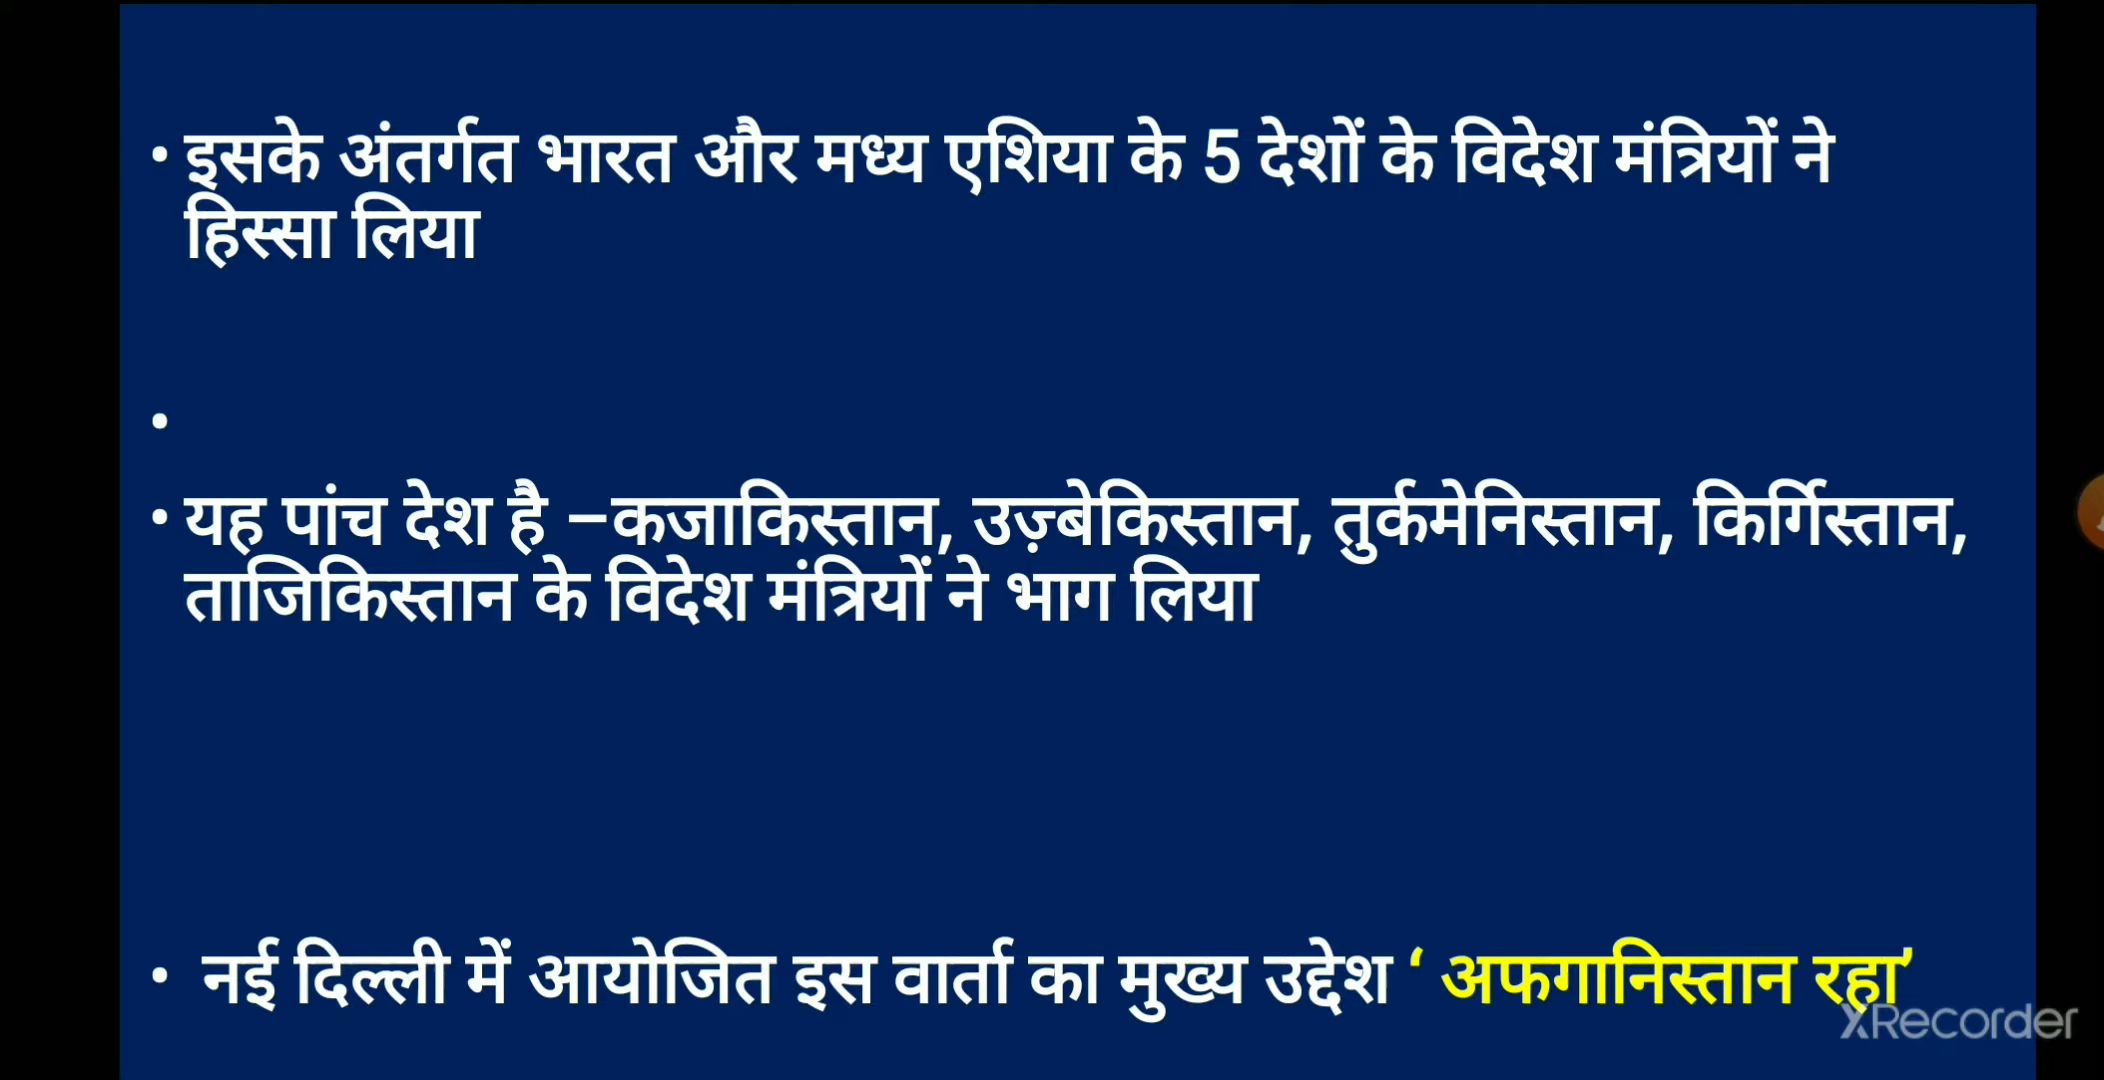 • इसके अंतर्गत भारत और मध्य एशिया के 5 देशों के विदेश मंत्रियों ने
हिस्सा लिया
•
• यह पांच देश है –कजाकिस्तान, उज़्बेकिस्तान, तुर्कमेनिस्तान, किर्गिस्तान,
ताजिकिस्तान के विदेश मंत्रियों ने भाग लिया
• नई दिल्ली में आयोजित इस वार्ता का मुख्य उद्देश ‘ अफगानिस्तान रहा’
XRecorder